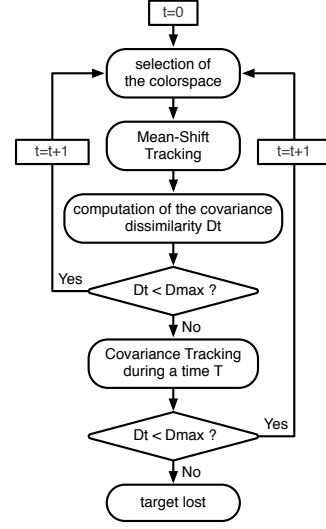 t=0
selection of
the colorspace
t=t+1
t=t+1
Mean-Shift
Tracking
computation of the covariance
dissimilarity Dt
Yes
Dt < Dmax ?
No
Covariance Tracking
during a time T
Yes
Dt < Dmax ?
No
target lost